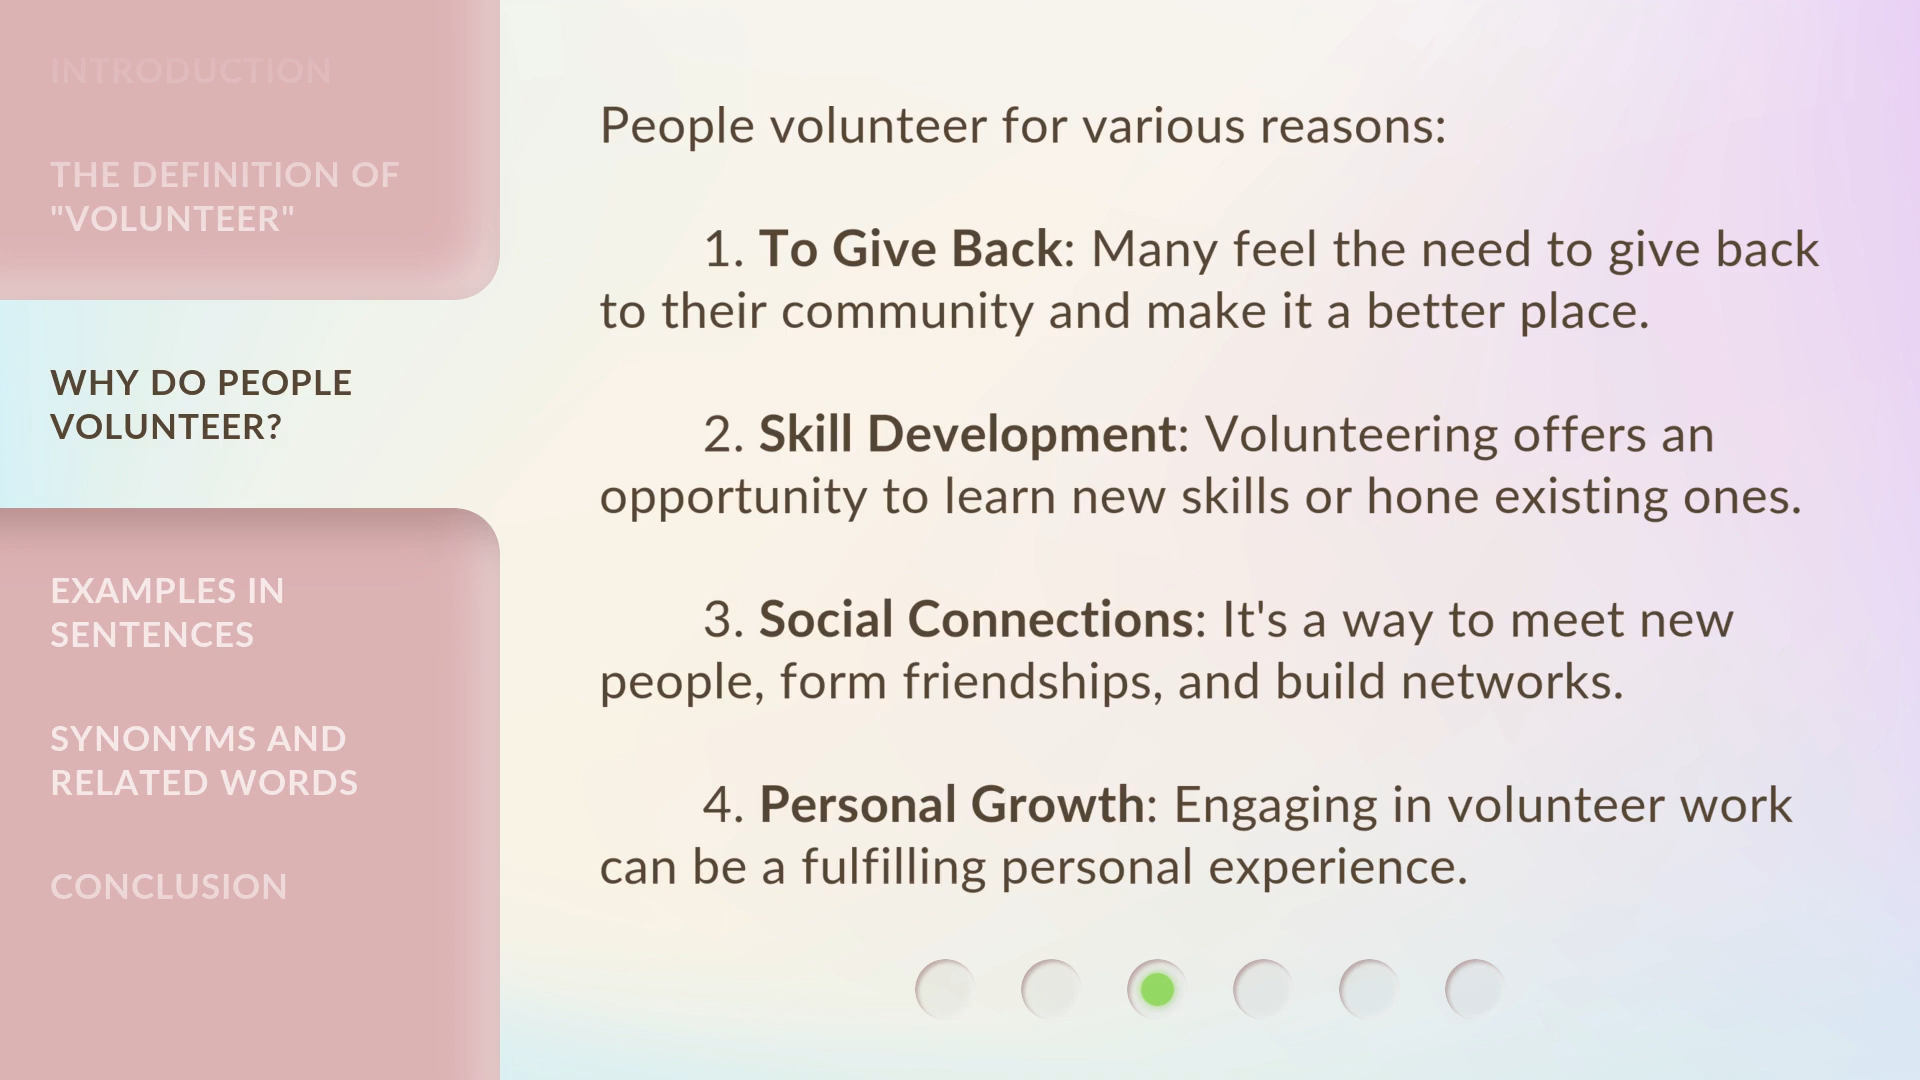 INTRODUCTION
THE DEFINITION OF
"VOLUNTEER"
WHY DO PEOPLE
VOLUNTEER?
EXAMPLES IN
SENTENCES
SYNONYMS AND
RELATED WORDS
CONCLUSION
People volunteer for various reasons:
1. To Give Back: Many feel the need to give back
to their community and make it a better place.
2. Skill Development: Volunteering offers an
opportunity to learn new skills or hone existing ones.
3. Social Connections: It's a way to meet new
people, form friendships, and build networks.
4. Personal Growth: Engaging in volunteer work
can be a fulfilling personal experience.